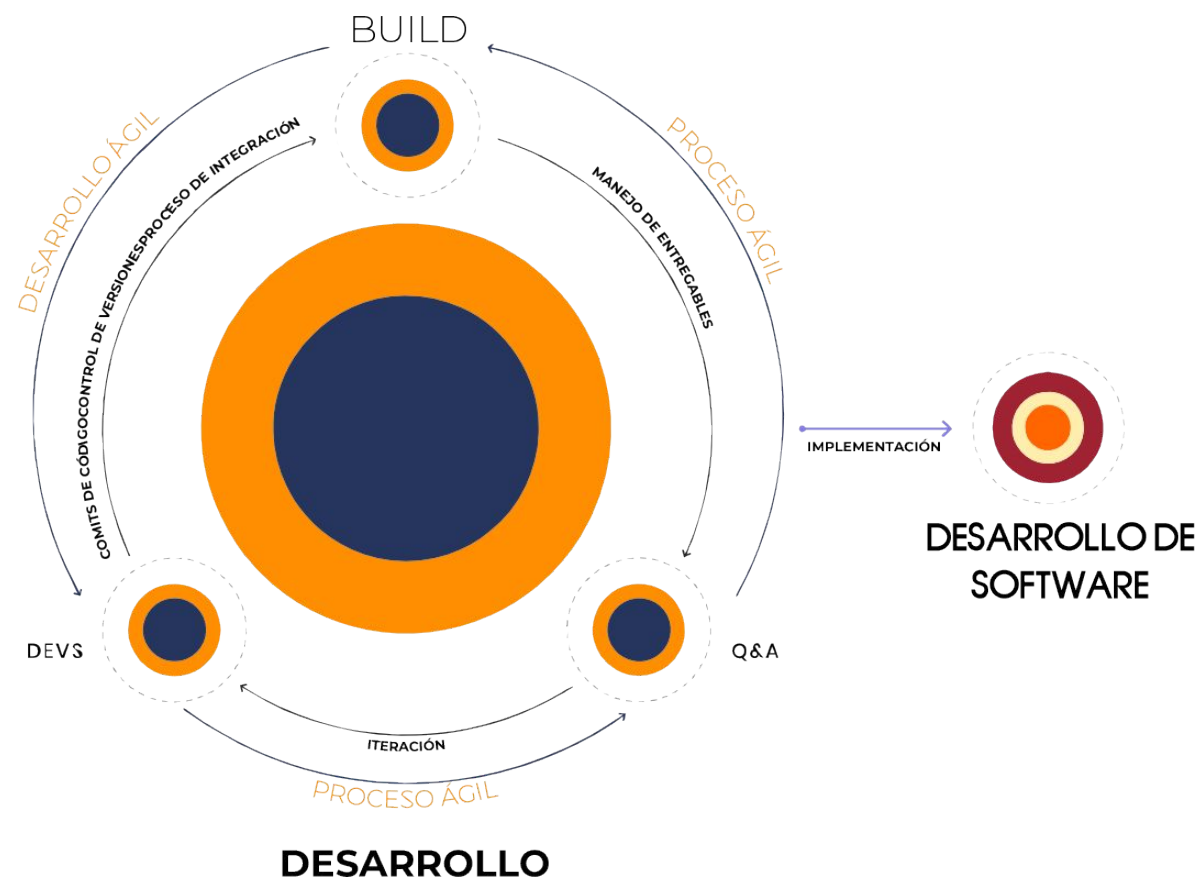 BUILD
DESARROLLO ÁGIL
PROCESO ÁGIL
COMITS DE CÓDIGOCONTROL DE VERSIONESPROCESO DE INTEGRACIÓN
MANEJO DE ENTREGABLES
IMPLEMENTACIÓN
DESARROLLO DE
SOFTWARE
DEVS
Q&A
ITERACIÓN
PROCESO ÁGIL
DESARROLLO